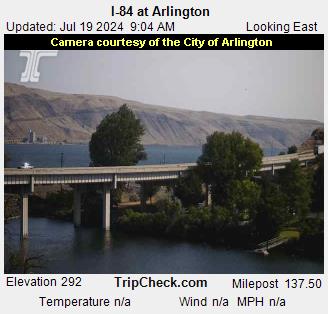 I-84 at Arlington
Updated: Jul 19 2024 9:04 AM Looking East
Camera courtesy of the City of Arlington
Elevation 292 TripCheck.com Milepost 137.50
Temperature n/a Wind n/a MPH n/a